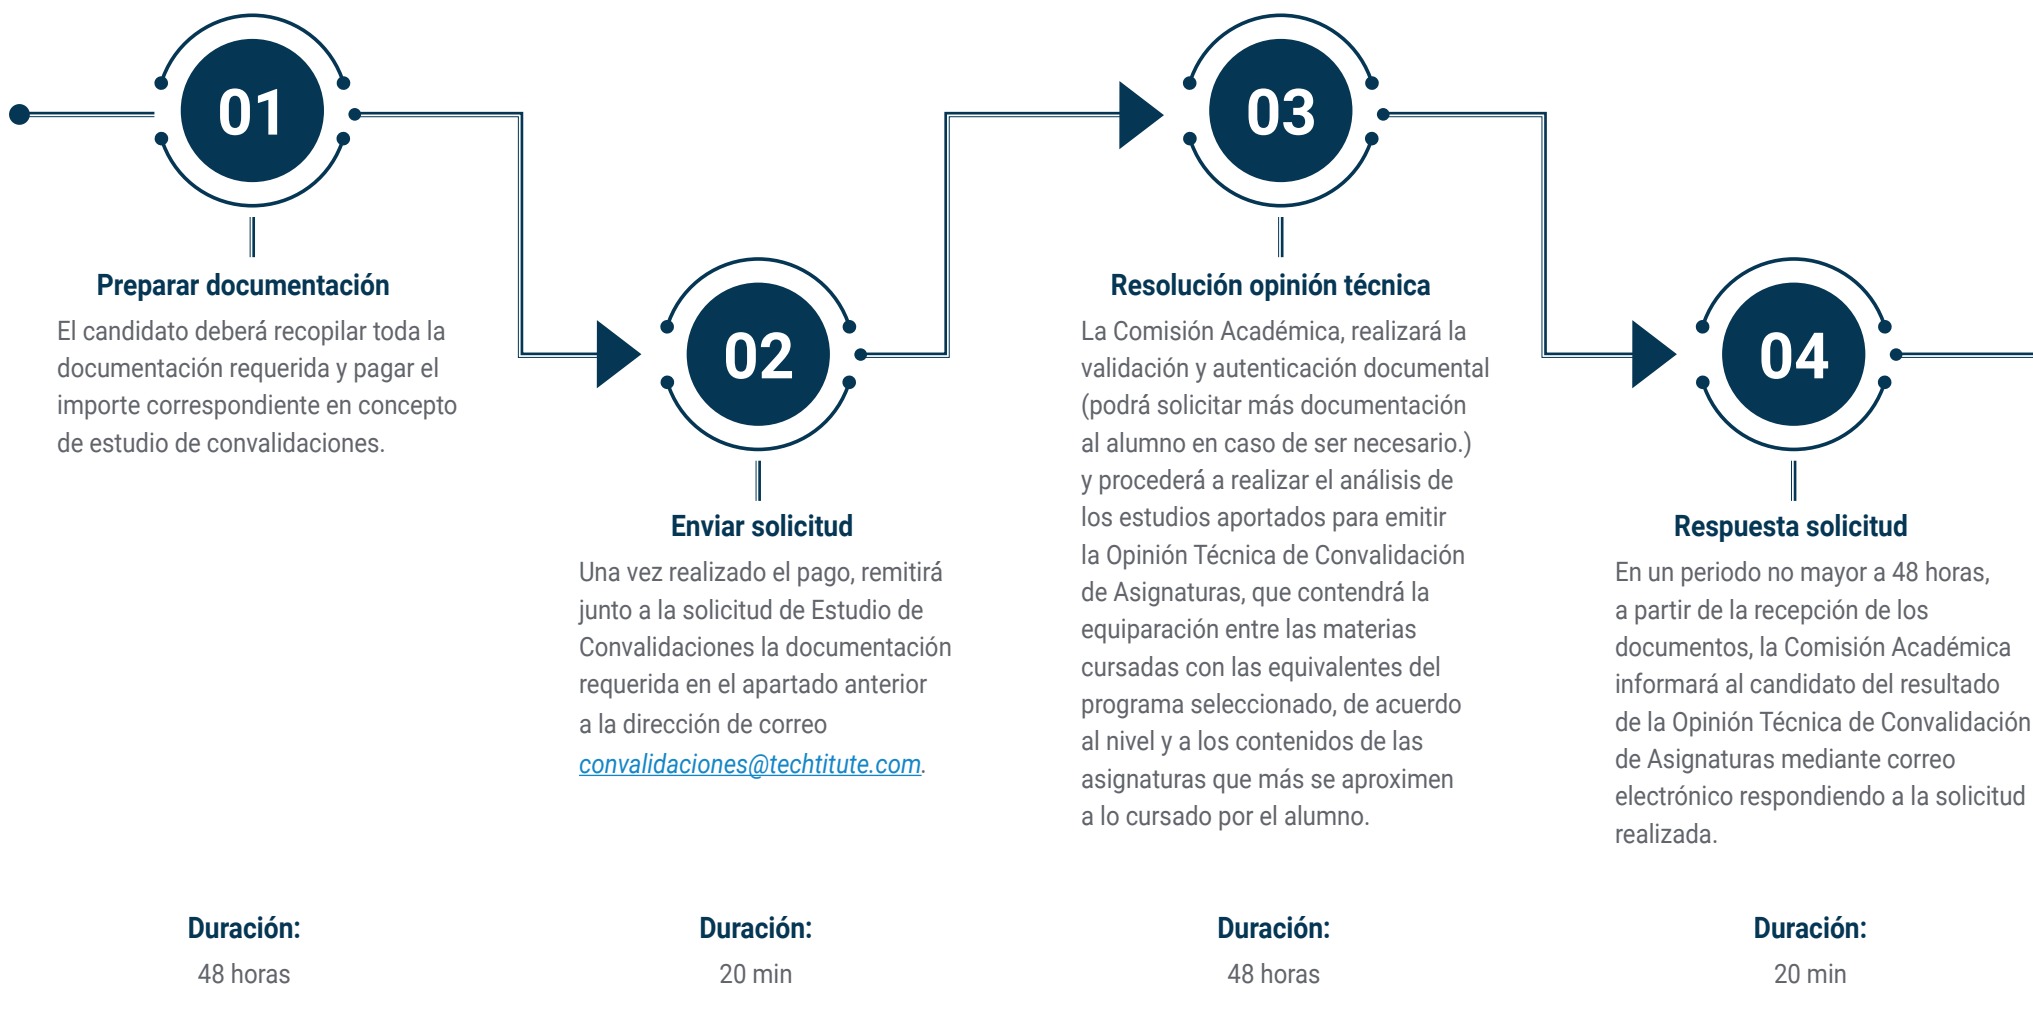 01
Preparar documentación
El candidato deberá recopilar toda la
documentación requerida y pagar el
importe correspondiente en concepto
de estudio de convalidaciones.
Duración:
48 horas
02
Enviar solicitud
Una vez realizado el pago, remitirá
junto a la solicitud de Estudio de
Convalidaciones la documentación
requerida en el apartado anterior
a la dirección de correo
convalidaciones@techtitute.com.
Duración:
20 min
03
Resolución opinión técnica
La Comisión Académica, realizará la
validación y autenticación documental
(podrá solicitar más documentación
al alumno en caso de ser necesario.)
y procederá a realizar el análisis de
los estudios aportados para emitir
la Opinión Técnica de Convalidación
de Asignaturas, que contendrá la
equiparación entre las materias
cursadas con las equivalentes del
programa seleccionado, de acuerdo
al nivel y a los contenidos de las
asignaturas que más se aproximen
a lo cursado por el alumno.
Duración:
48 horas
04
Respuesta solicitud
En un periodo no mayor a 48 horas,
a partir de la recepción de los
documentos, la Comisión Académica
informará al candidato del resultado
de la Opinión Técnica de Convalidación
de Asignaturas mediante correo
electrónico respondiendo a la solicitud
realizada.
Duración:
20 min